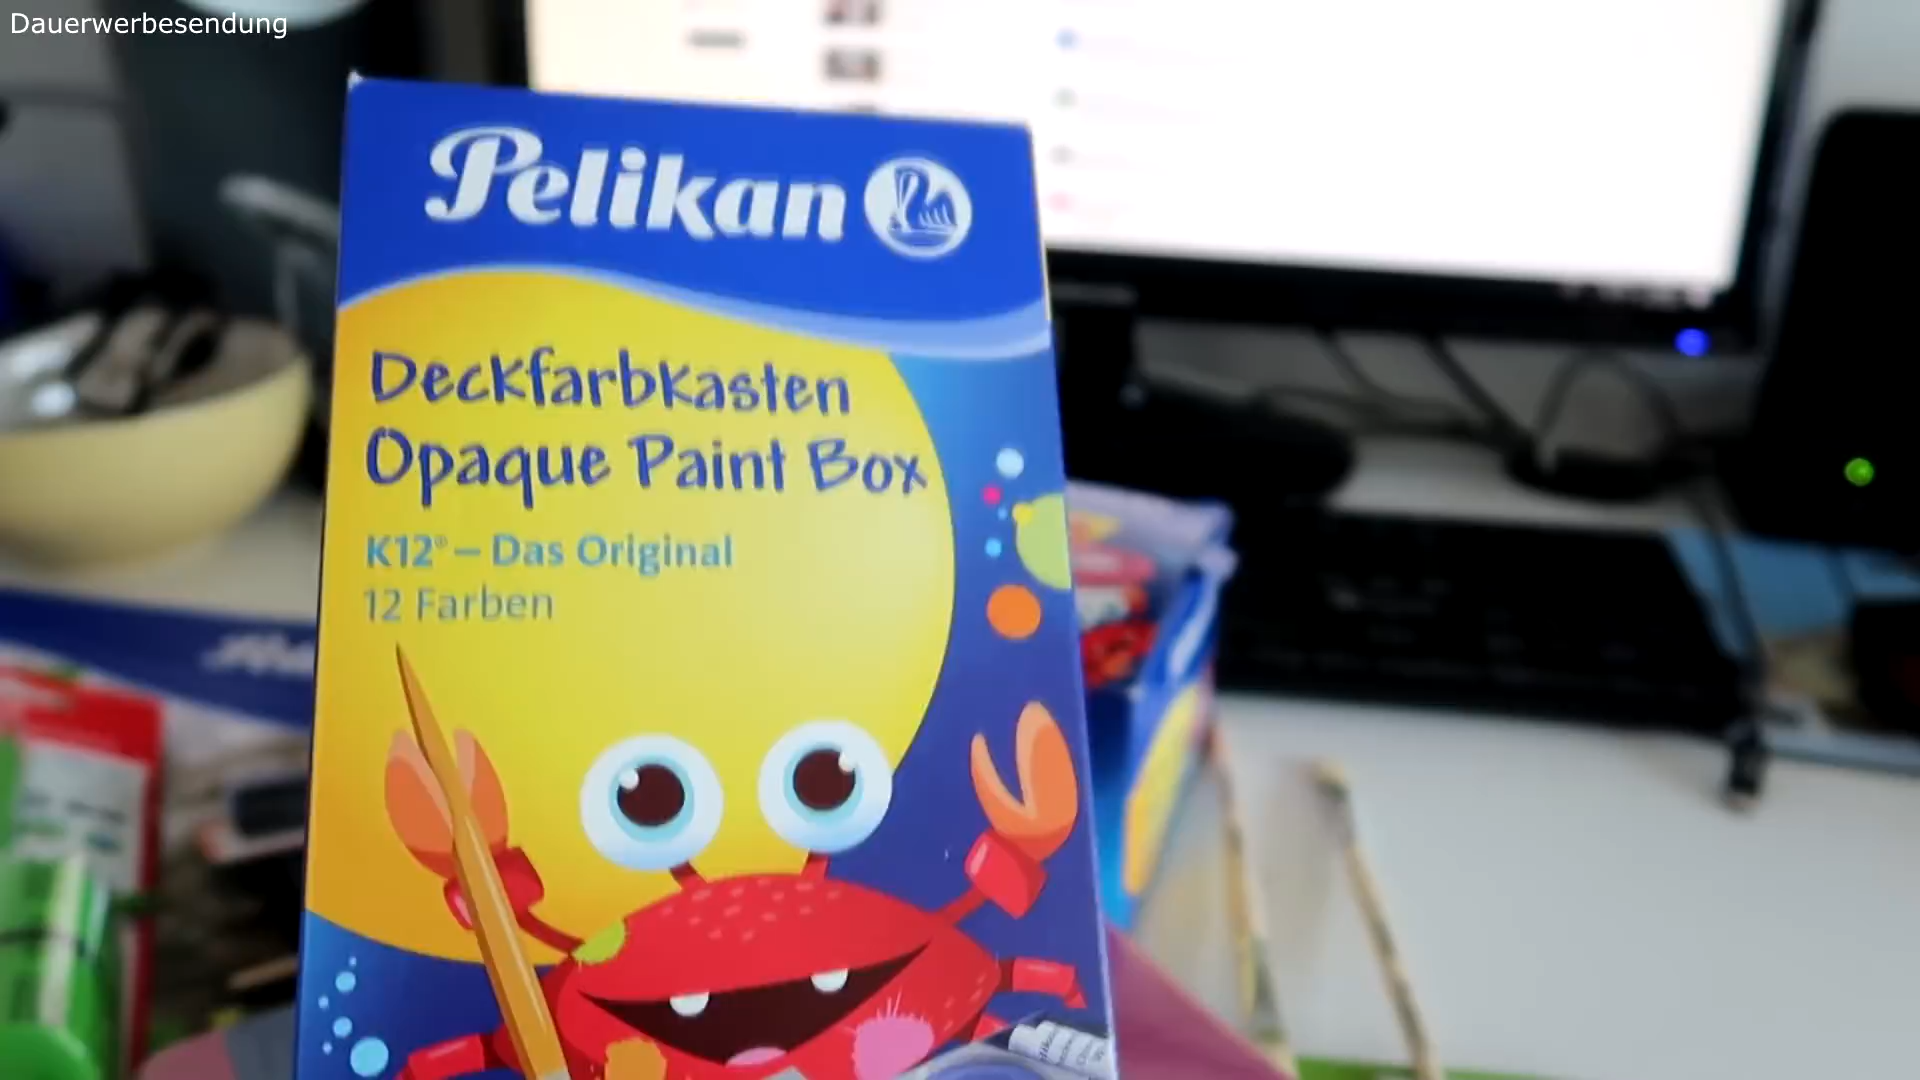 Dauerwerbesendung
Pelikan
Deckfarbkasten
Opaque Paint Box
K12® – Das Original
12 Farben